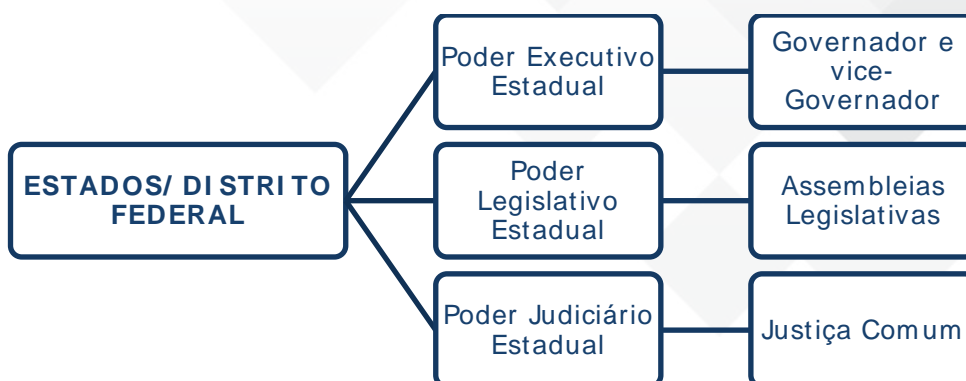 ESTADOS/ DISTRITO
FEDERAL
Poder Executivo
Estadual
Governador e
vice-
Governador
Poder
Legislativo
Estadual
Assembleias
Legislativas
Poder Judiciário
Estadual
Justiça Comum